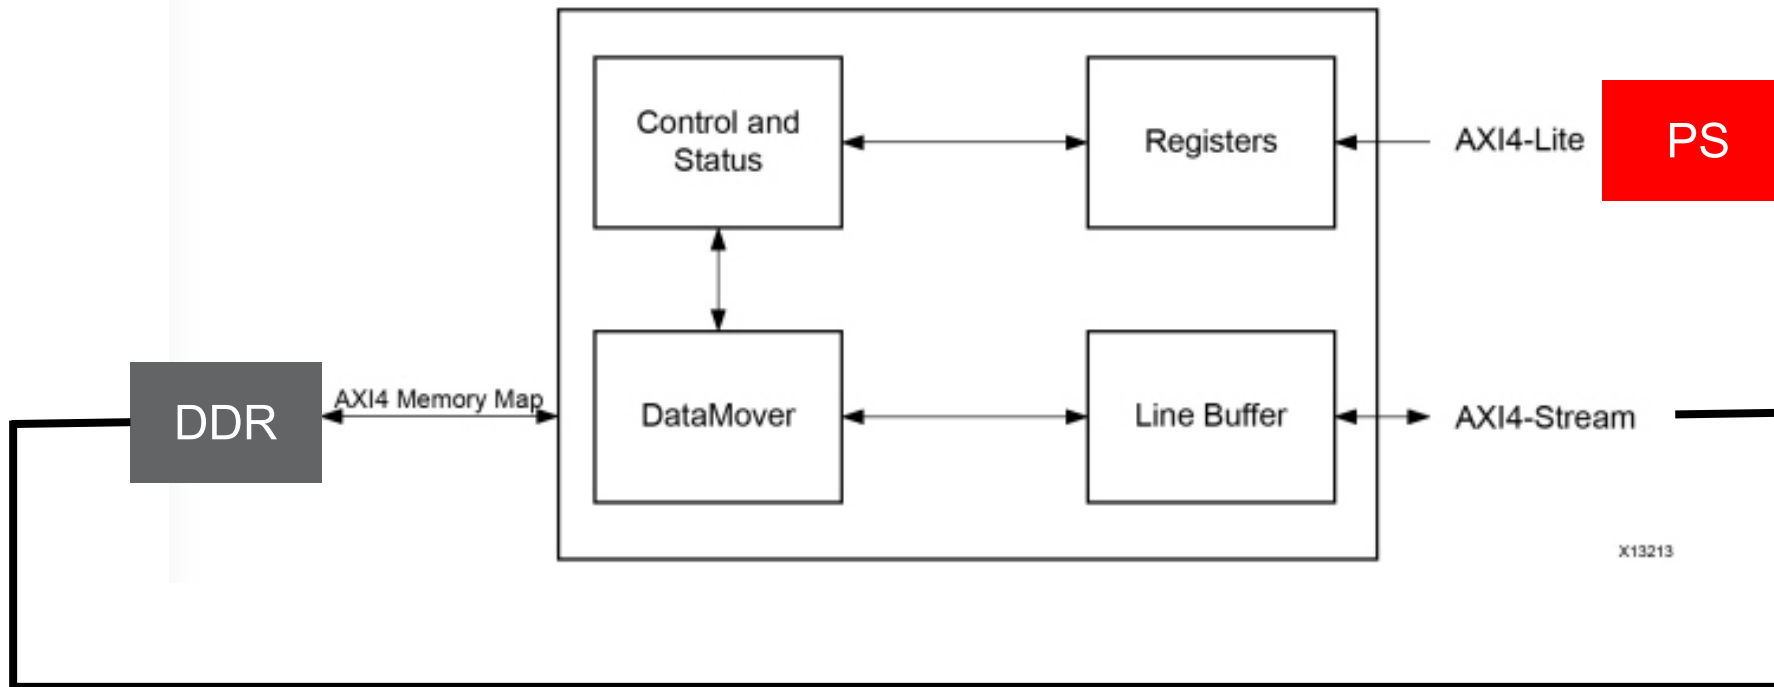 Control and
Status
Registers
AXI4-Lite
PS
DDR
AXI4 Memory Map
DataMover
Line Buffer
AXI4-Stream
X13213